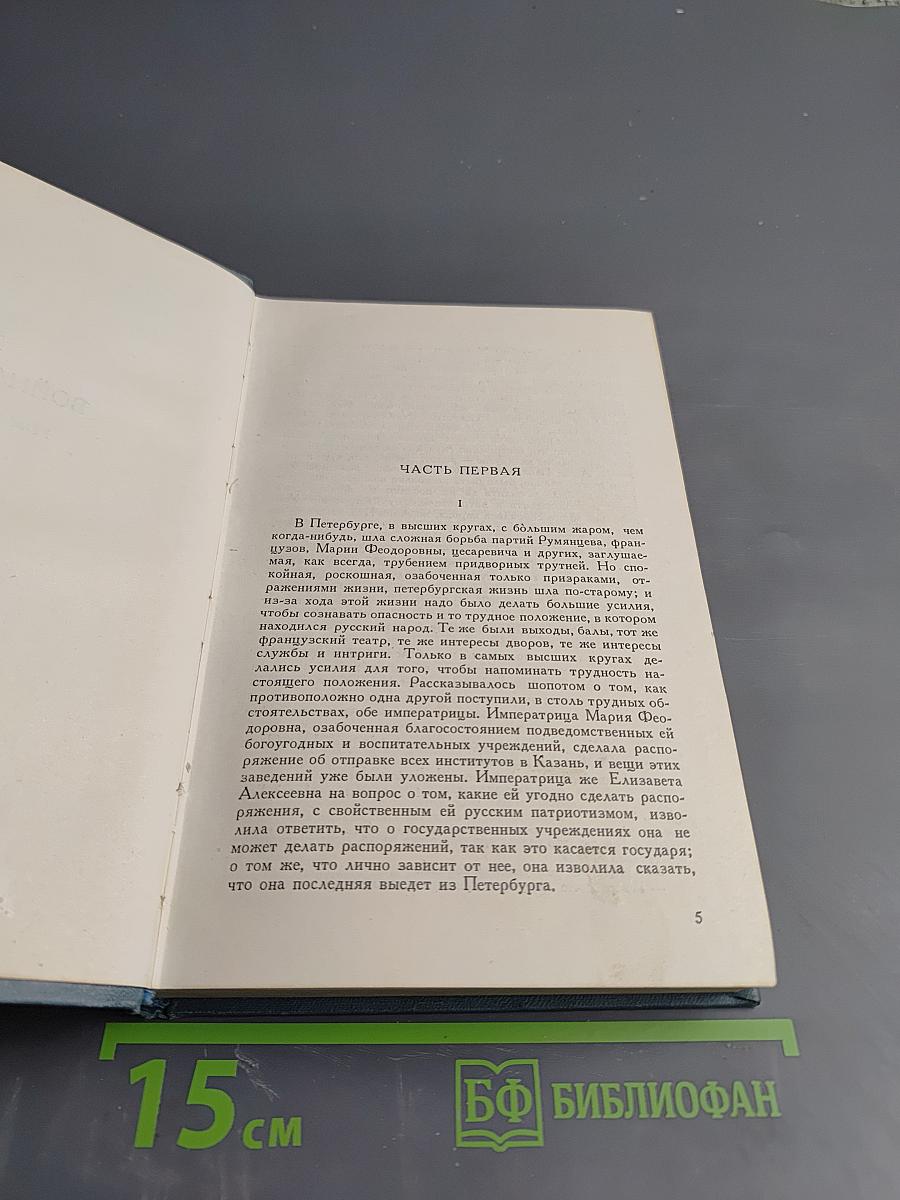 ЧАСТЬ ПЕРВАЯ
I
В Петербурге, в высших кругах, с бо̀льшим жаром, чем
когда-нибудь, шла сложная борьба партий Румянцева, фран-
цузов, Марии Феодоровны, цесаревича и других, заглушае-
мая, как всегда, трубением придворных трутней. Но спо-
койная, роскошная, озабоченная только призраками, от-
ражениями жизни, петербургская жизнь шла по-старому; и
из-за хода этой жизни надо было делать большие усилия,
чтобы сознавать опасность и то трудное положение, в котором
находился русский народ. Те же были выходы, балы, тот же
французский театр, те же интересы дворов, те же интересы
службы и интриги. Только в самых высших кругах де-
лались усилия для того, чтобы напоминать трудность на-
стоящего положения. Рассказывалось шопотом о том, как
противоположно одна другой поступили, в столь трудных об-
стоятельствах, обе императрицы. Императрица Мария Фео-
доровна, озабоченная благосостоянием подведомственных ей
богоугодных и воспитательных учреждений, сделала распо-
ряжение об отправке всех институтов в Казань, и вещи этих
заведений уже были уложены. Императрица же Елизавета
Алексеевна на вопрос о том, какие ей угодно сделать распо-
ряжения, с свойственным ей русским патриотизмом, изво-
лила ответить, что о государственных учреждениях она не
может делать распоряжений, так как это касается государя;
о том же, что лично зависит от нее, она изволила сказать,
что она последняя выедет из Петербурга.
5
15 см
БФ БИБЛИОФАН